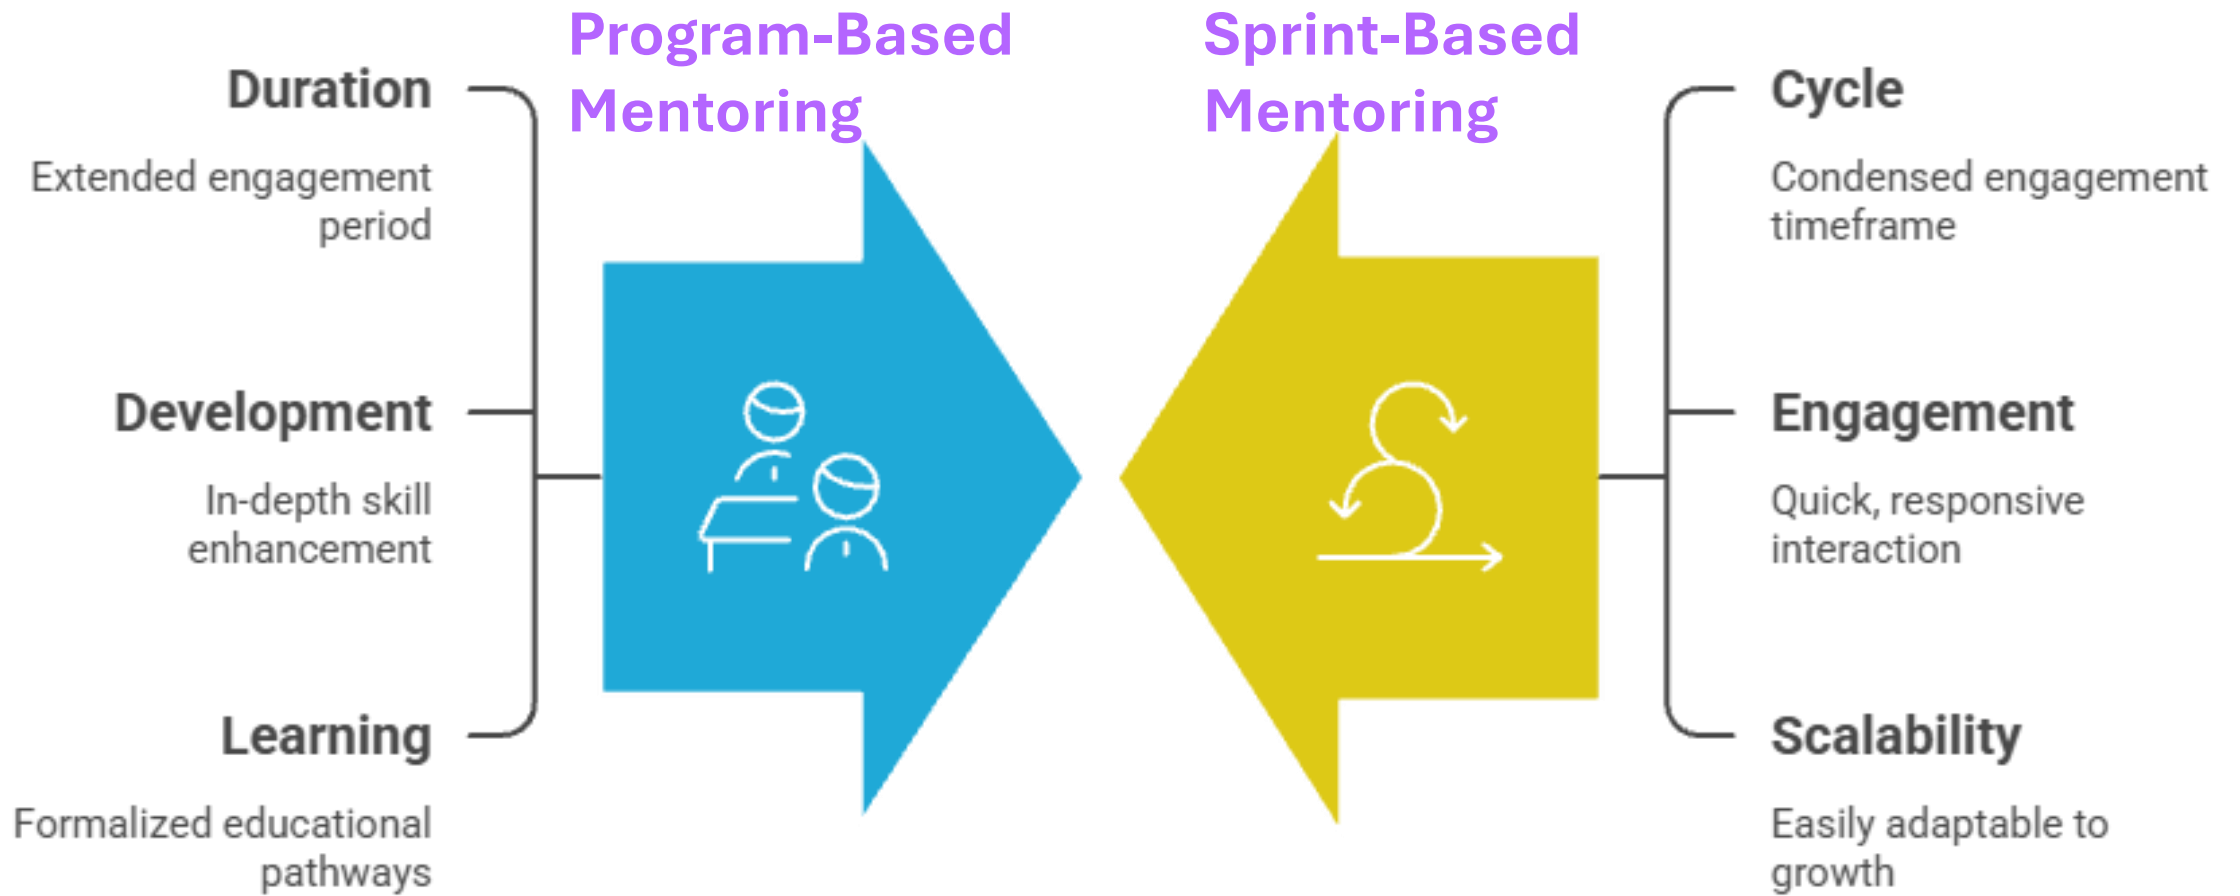 Program-Based
Mentoring
Sprint-Based
Mentoring
Duration
Extended engagement
period
Development
In-depth skill
enhancement
Learning
Formalized educational
pathways
Cycle
Condensed engagement
timeframe
Engagement
Quick, responsive
interaction
Scalability
Easily adaptable to
growth